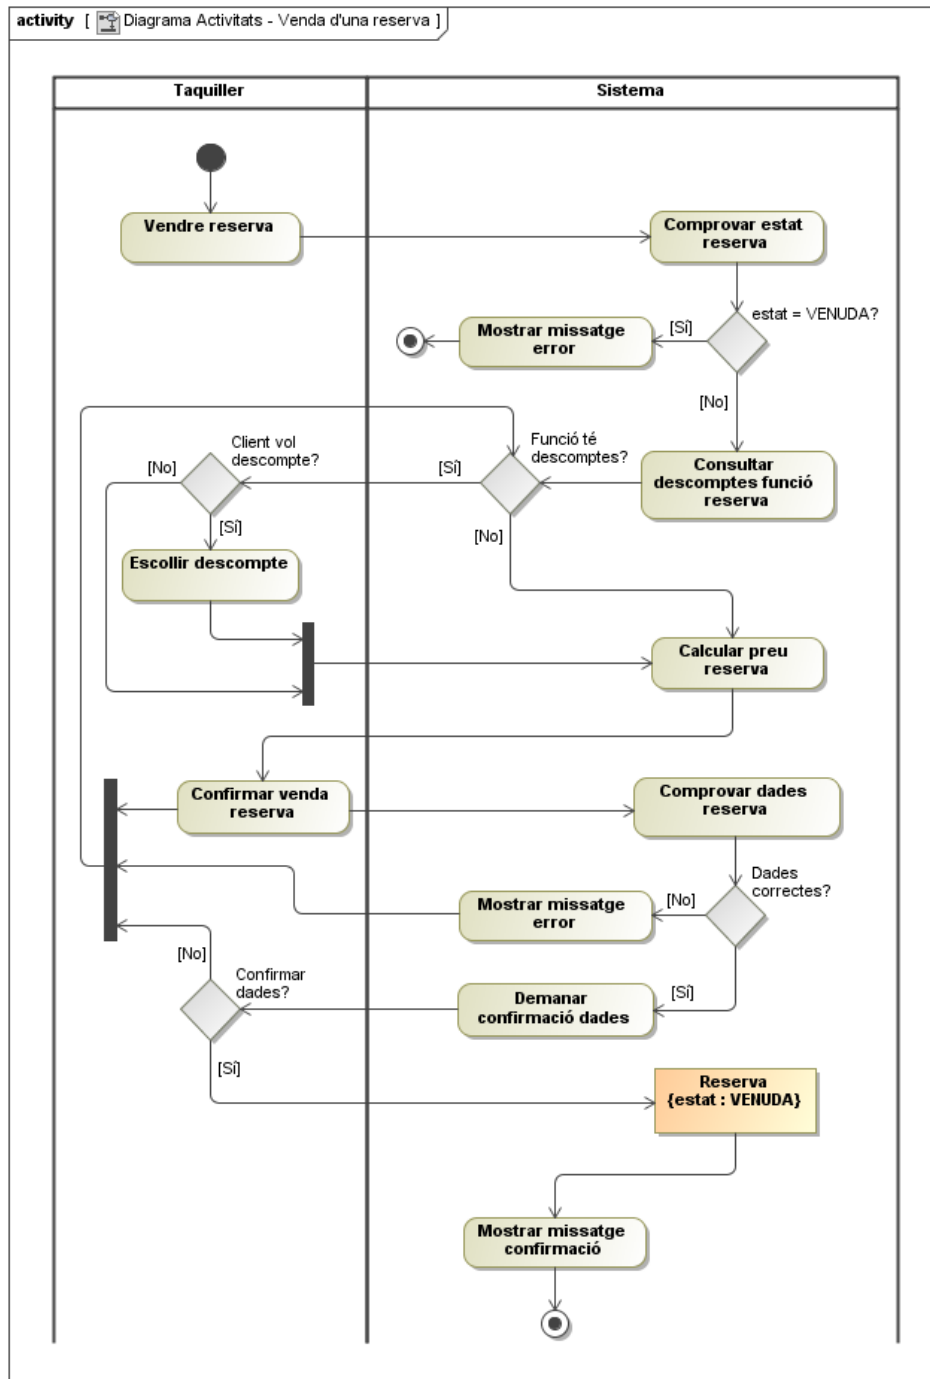 activity [ Diagrama Activitats - Venda d'una reserva ]
Taquiller
Sistema
Vendre reserva
Comprovar estat
reserva
estat = VENUDA?
[Sí]
Mostrar missatge
error
[No]
Client vol
descompte?
[No]
[Sí]
Funció té
descomptes?
[Sí]
[No]
Consultar
descomptes funció
reserva
Escollir descompte
Calcular preu
reserva
Confirmar venda
reserva
Comprovar dades
reserva
Dades
correctes?
[No]
Mostrar missatge
error
[Sí]
Demanar
confirmació dades
Confirmar
dades?
[No]
[Sí]
Reserva
{estat : VENUDA}
Mostrar missatge
confirmació